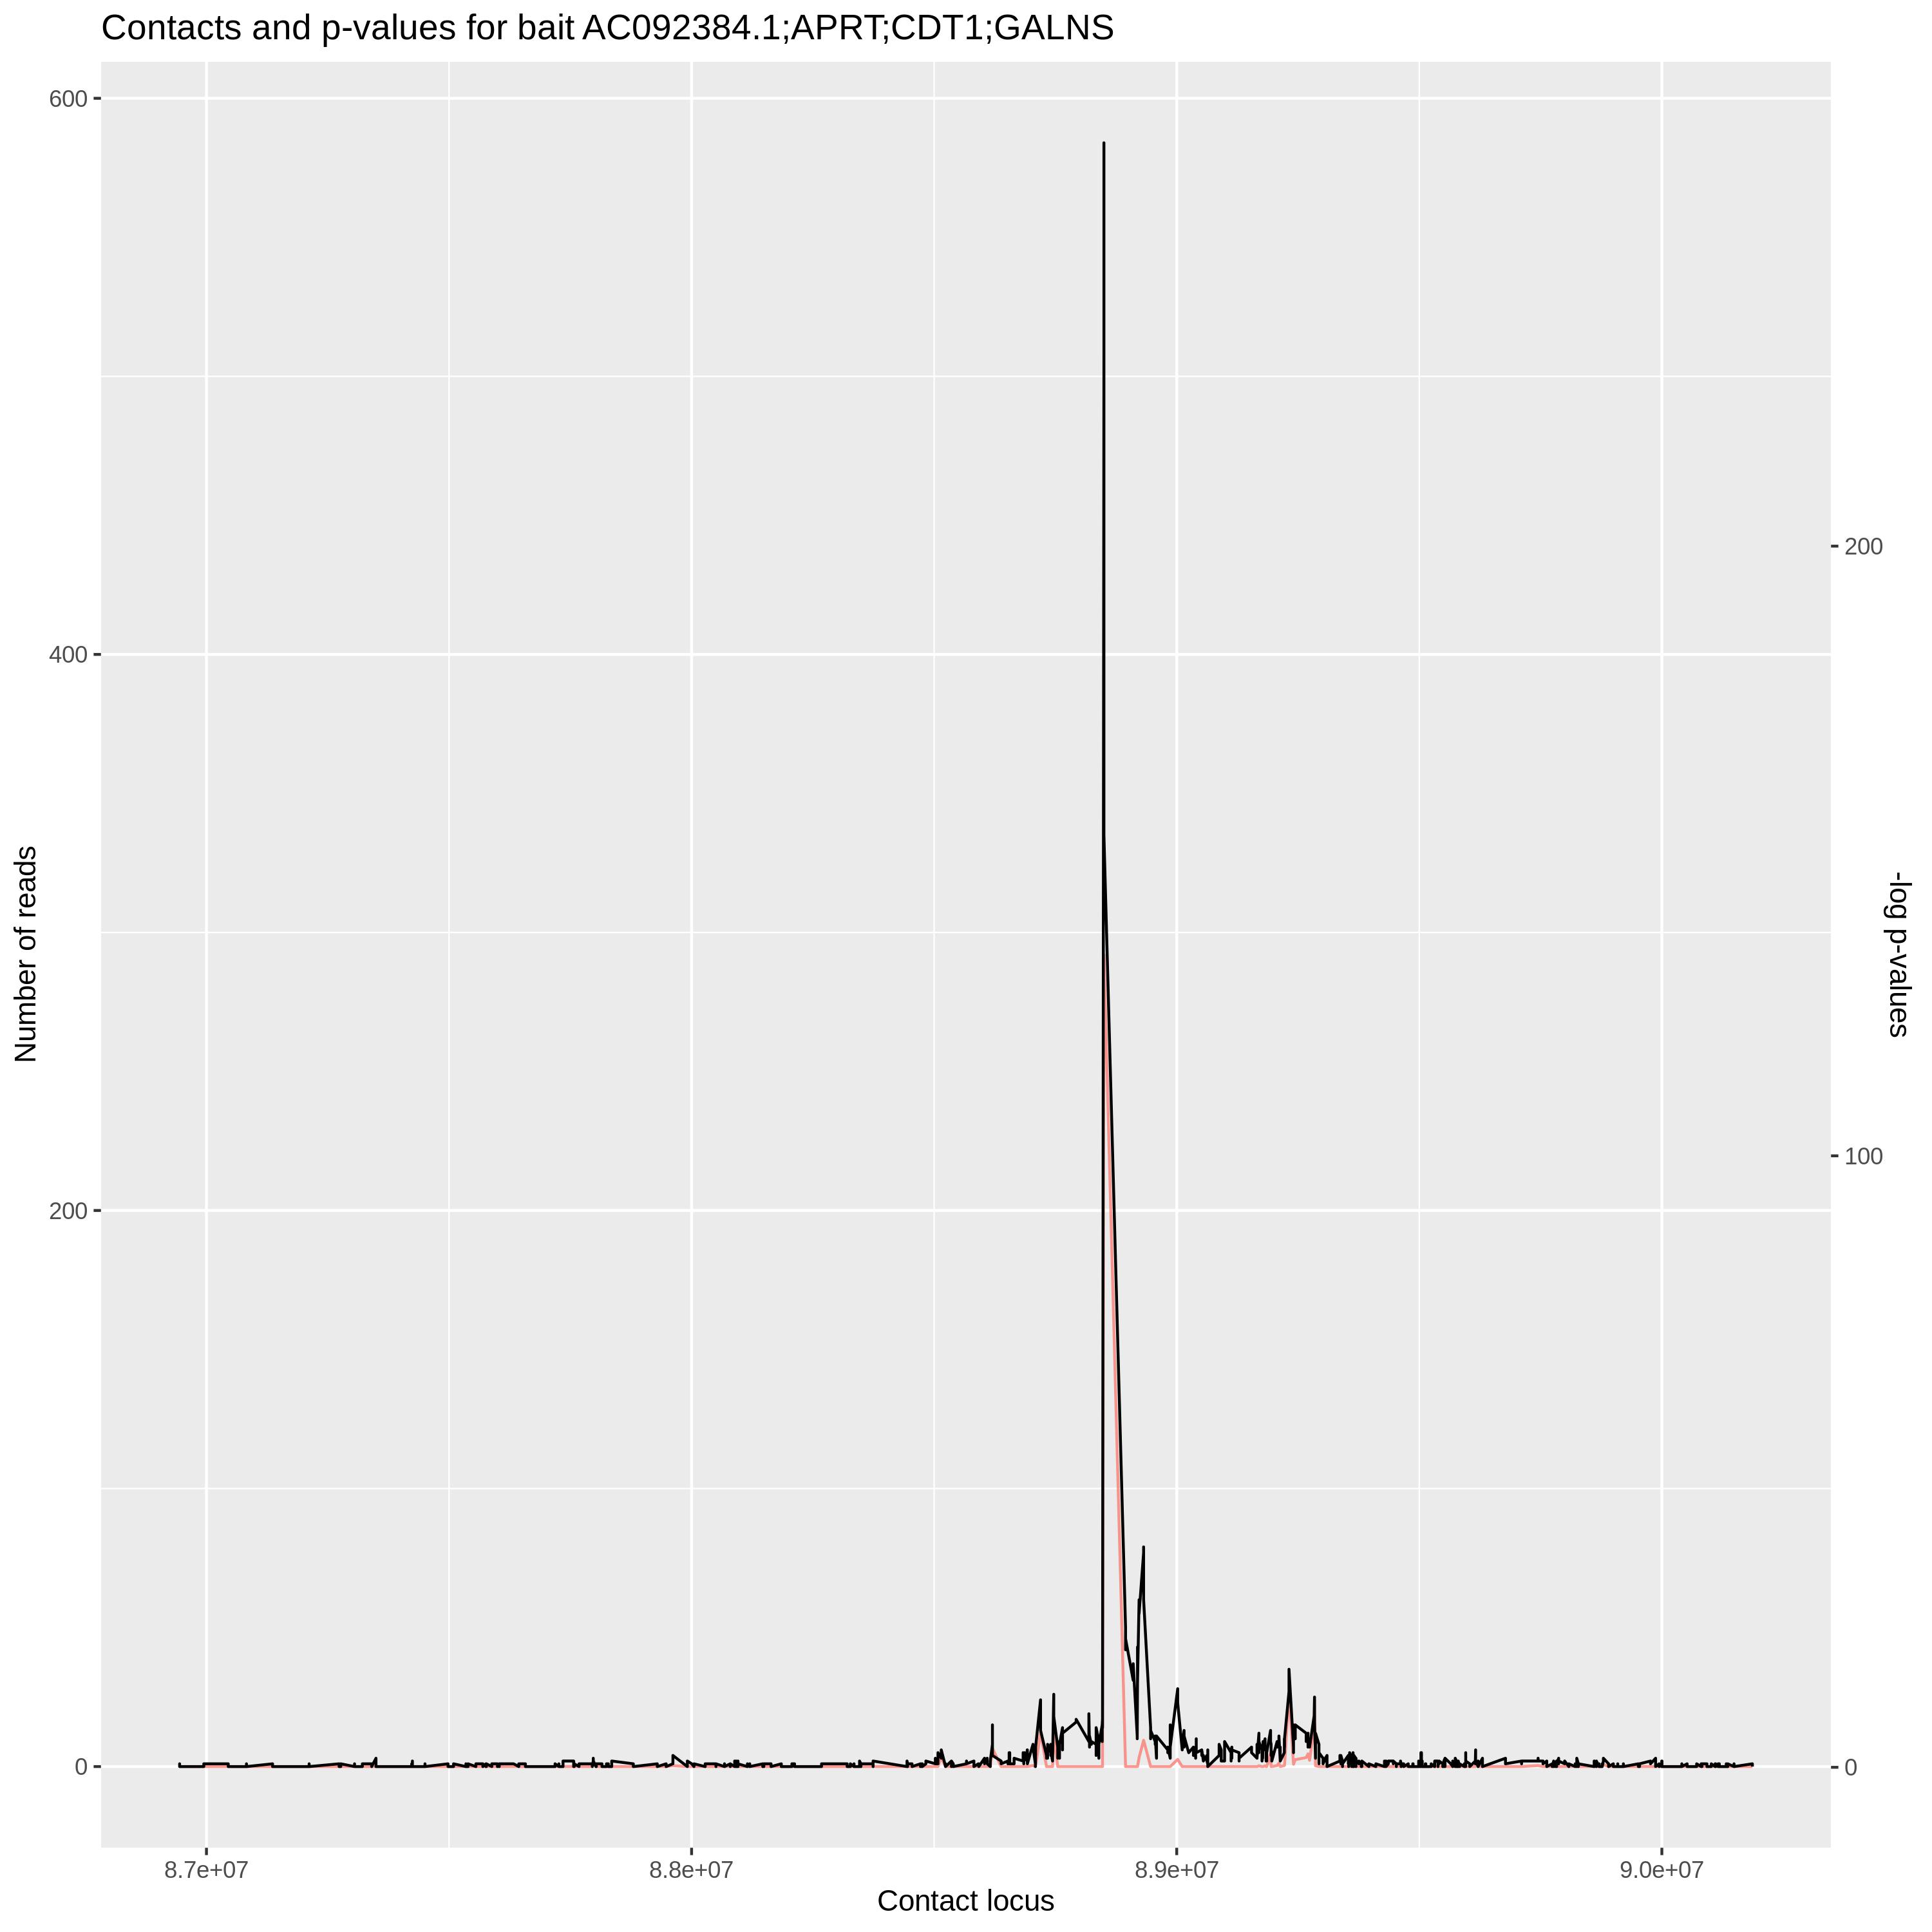 Contacts and p-values for bait AC092384.1;APRT;CDT1;GALNS
600
400
200
0
Number of reads
200
100
0
-log p-values
8.7e+07
8.8e+07
8.9e+07
9.0e+07
Contact locus